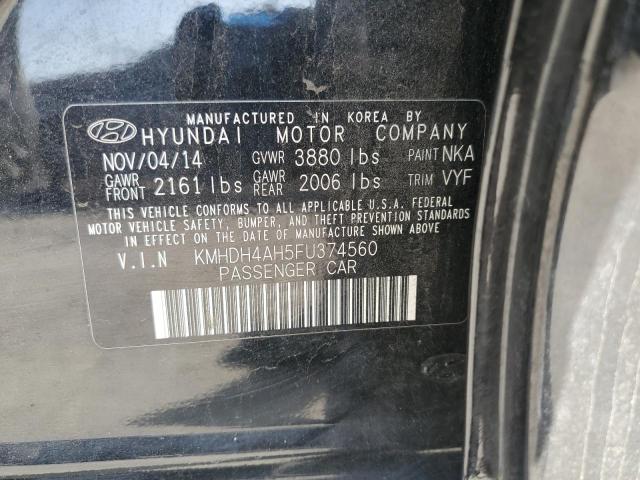 MANUFACTURED IN KOREA BY
HYUNDAI MOTOR COMPANY
NOV/04/14 GVWR 3880 lbs PAINT NKA
GAWR FRONT 2161 lbs GAWR REAR 2006 lbs TRIM VYF
THIS VEHICLE CONFORMS TO ALL APPLICABLE U.S.A. FEDERAL
MOTOR VEHICLE SAFETY, BUMPER, AND THEFT PREVENTION STANDARDS
IN EFFECT ON THE DATE OF MANUFACTURE SHOWN ABOVE.
V.I.N KMHDH4AH5FU374560
PASSENGER CAR